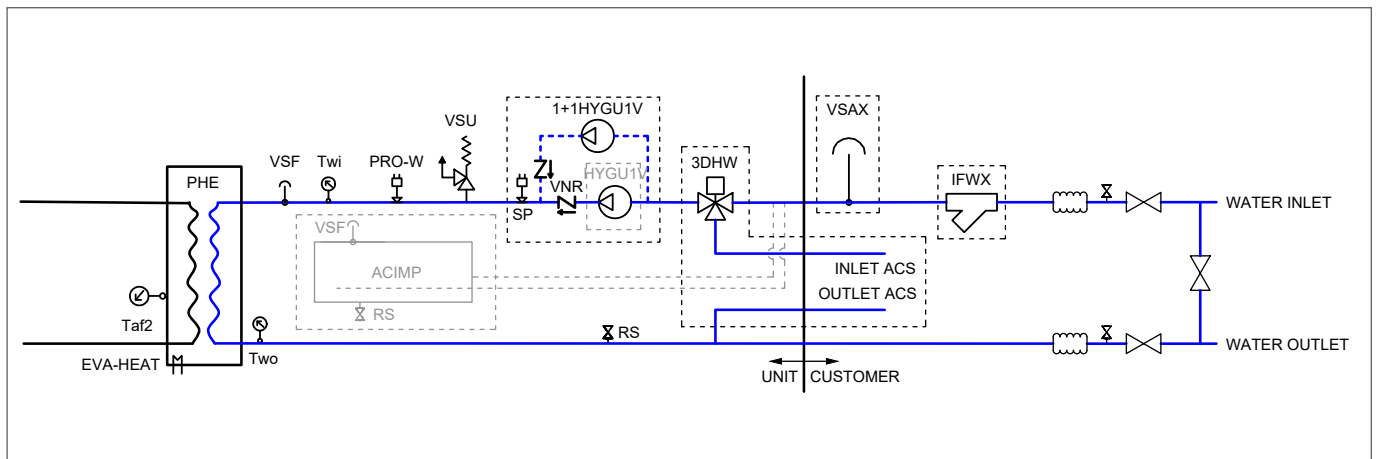 1+1HYGU1V
VSAX
VSU
3DHW
PHE
VSF
Twi
PRO-W
VNR
HYGU1V
IFWX
SP
WATER INLET
VSF
ACIMP
INLET ACS
OUTLET ACS
RS
Taf2
RS
EVA-HEAT
Two
WATER OUTLET
UNIT
CUSTOMER